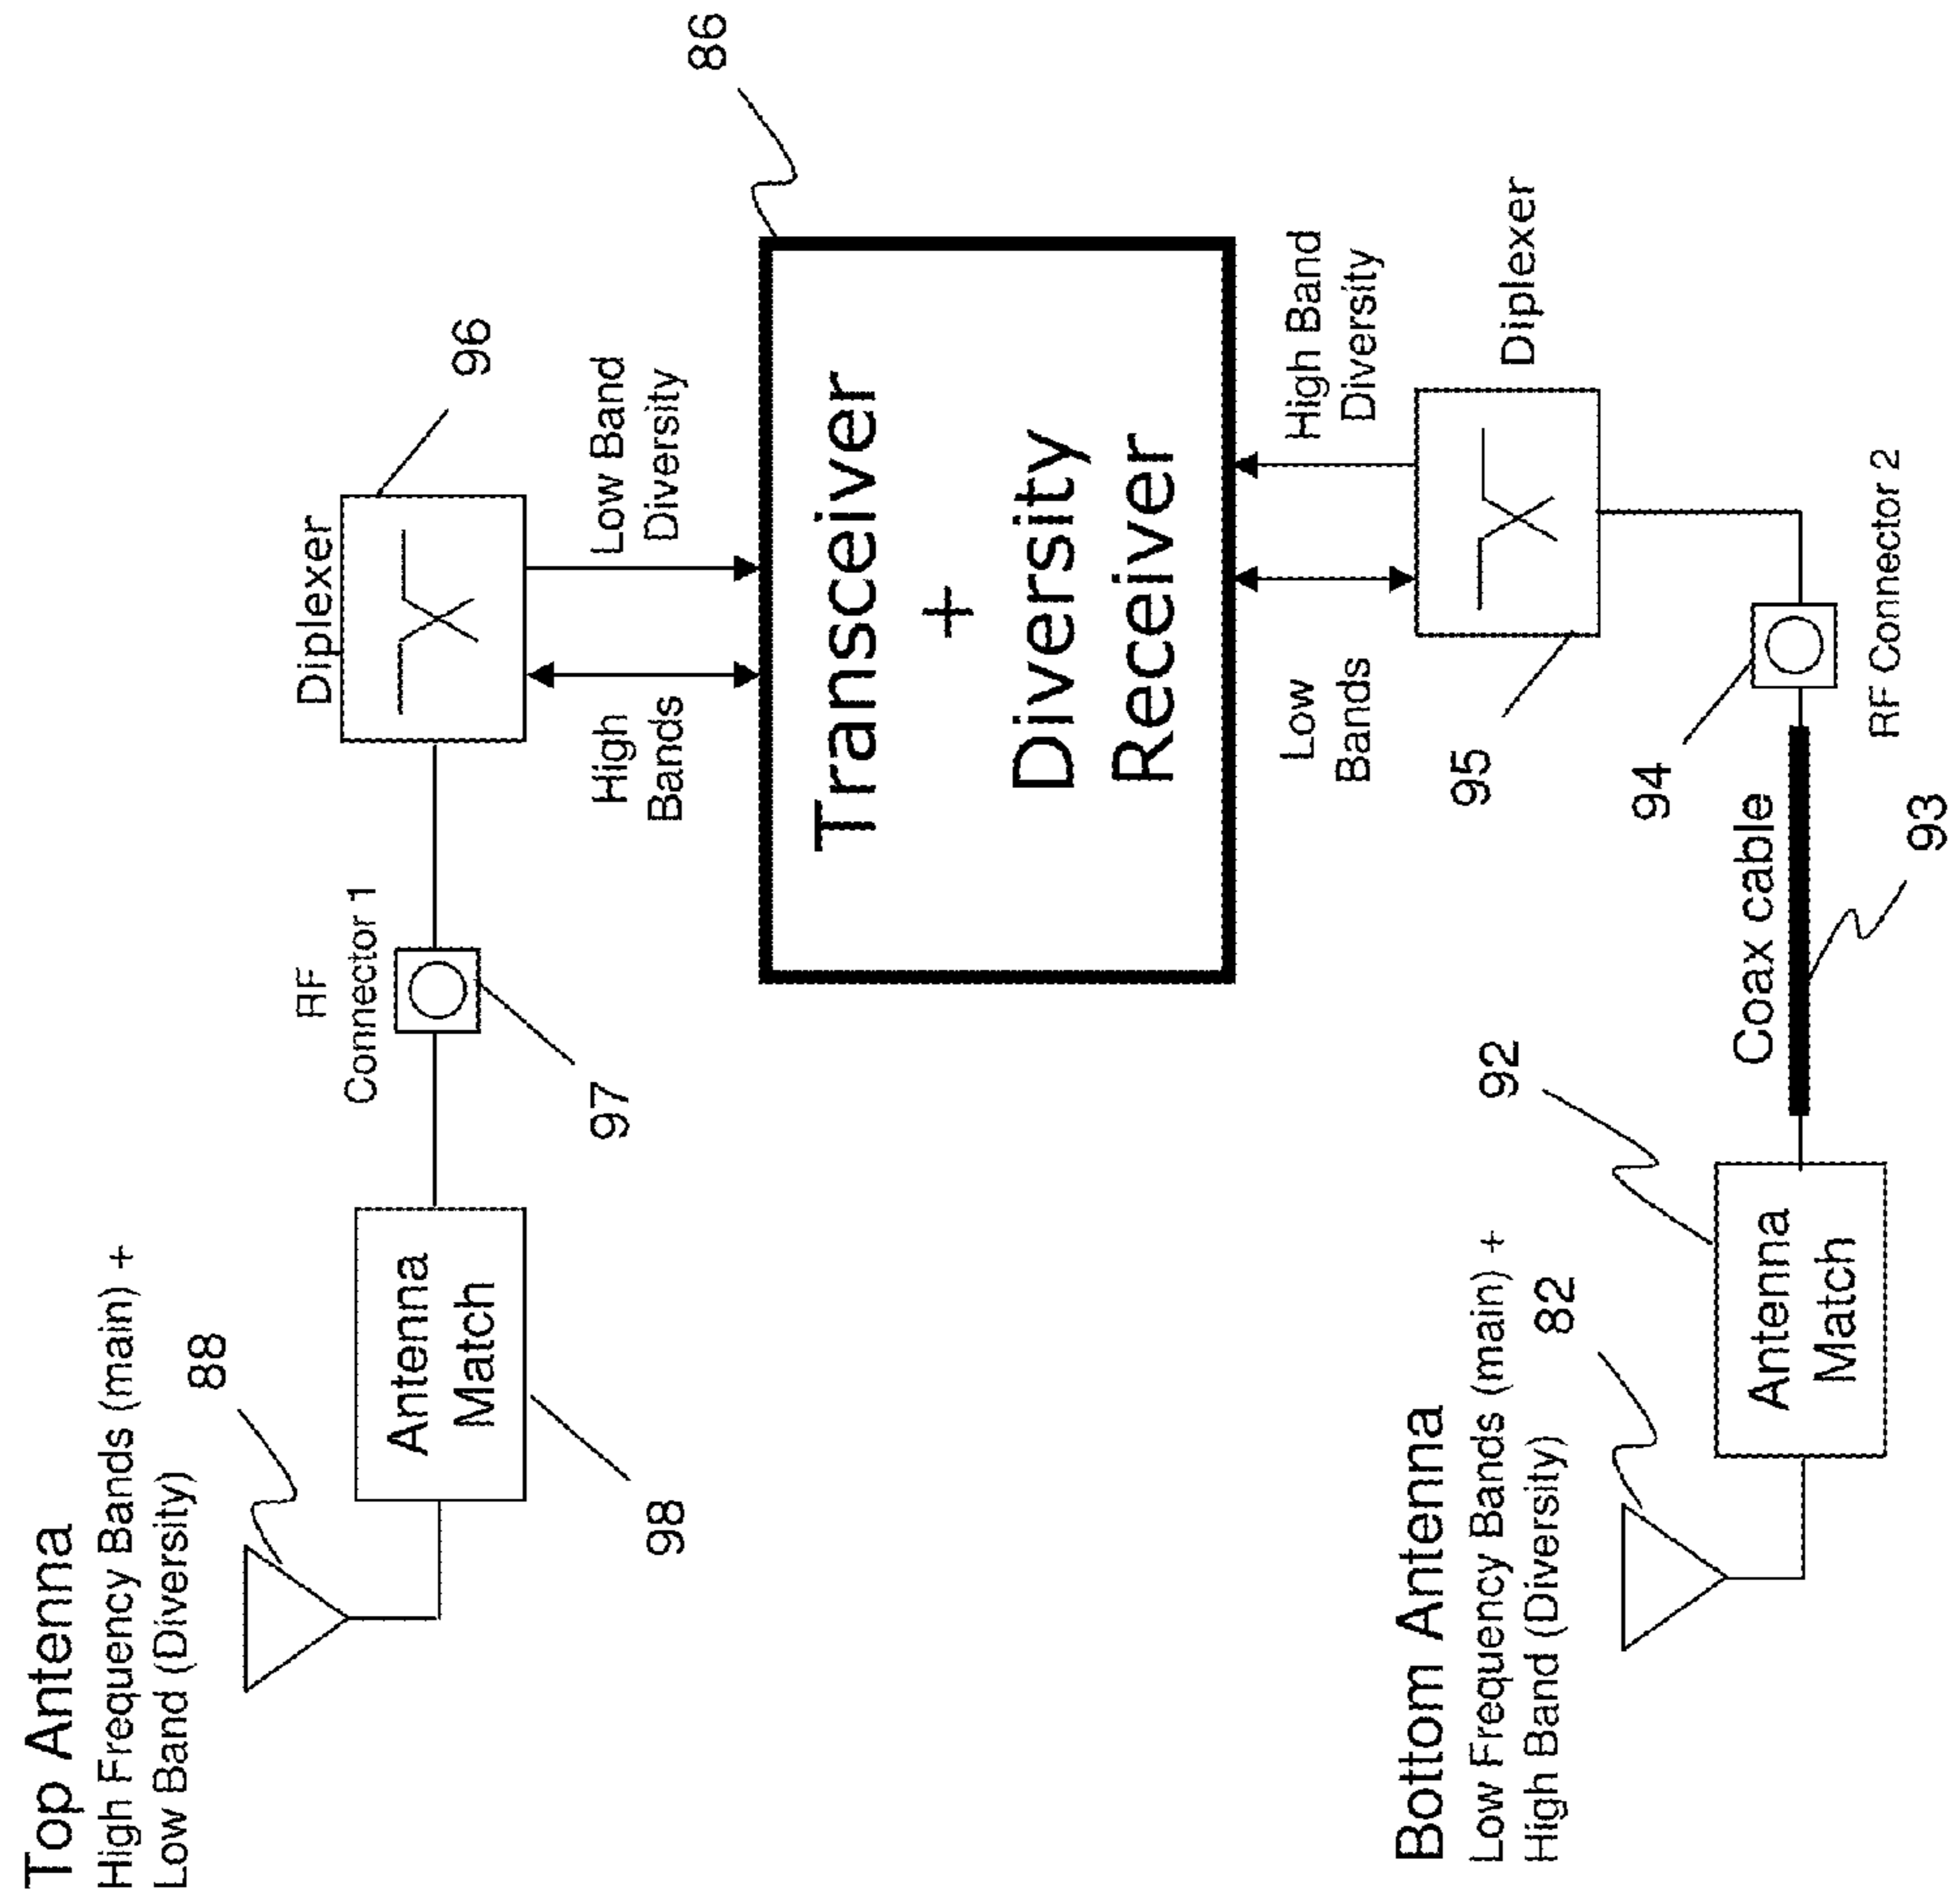 Top Antenna
High Frequency Bands (main) +
Low Band (Diversity)
88
Antenna
Match
98
RF
Connector 1
97
Diplexer
96
High
Bands
Low Band
Diversity
86
Transceiver
+
Diversity
Receiver
Low
Bands
High Band
Diversity
Diplexer
95
94
RF Connector 2
Coax cable
93
Bottom Antenna
Low Frequency Bands (main) +
High Band (Diversity)
82
92
Antenna
Match